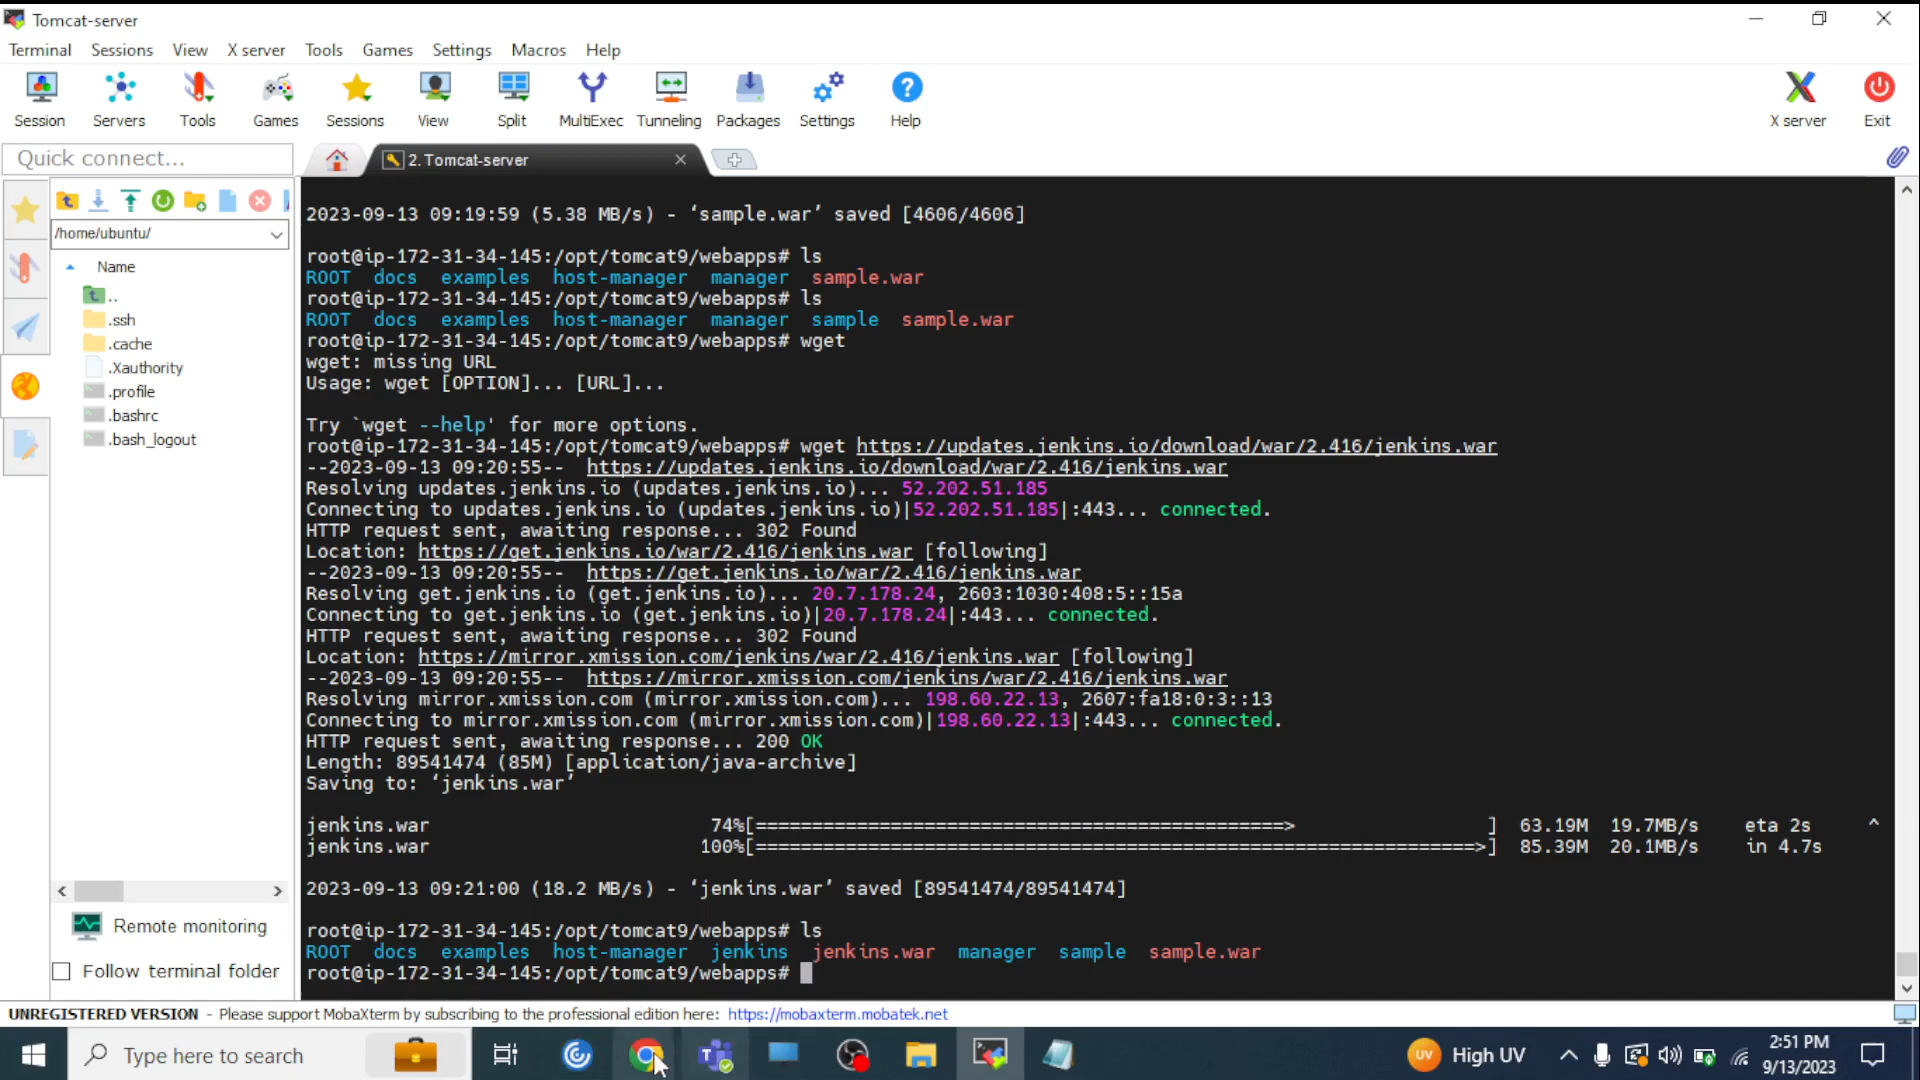 Tomcat-server
Terminal Sessions View X server Tools Games Settings Macros Help
Session Servers Tools Games Sessions View Split MultiExec Tunneling Packages Settings Help X server Exit
Quick connect...
2. Tomcat-server
/home/ubuntu/
Name
..
.ssh
.cache
.Xauthority
.profile
.bashrc
.bash_logout
Remote monitoring
Follow terminal folder
2023-09-13 09:19:59 (5.38 MB/s) - ‘sample.war’ saved [4606/4606]
root@ip-172-31-34-145:/opt/tomcat9/webapps# ls
ROOT docs examples host-manager manager sample.war
root@ip-172-31-34-145:/opt/tomcat9/webapps# ls
ROOT docs examples host-manager manager sample sample.war
root@ip-172-31-34-145:/opt/tomcat9/webapps# wget
wget: missing URL
Usage: wget [OPTION]... [URL]...
Try `wget --help' for more options.
root@ip-172-31-34-145:/opt/tomcat9/webapps# wget https://updates.jenkins.io/download/war/2.416/jenkins.war
--2023-09-13 09:20:55-- https://updates.jenkins.io/download/war/2.416/jenkins.war
Resolving updates.jenkins.io (updates.jenkins.io)... 52.202.51.185
Connecting to updates.jenkins.io (updates.jenkins.io)|52.202.51.185|:443... connected.
HTTP request sent, awaiting response... 302 Found
Location: https://get.jenkins.io/war/2.416/jenkins.war [following]
--2023-09-13 09:20:55-- https://get.jenkins.io/war/2.416/jenkins.war
Resolving get.jenkins.io (get.jenkins.io)... 20.7.178.24, 2603:1030:408:5::15a
Connecting to get.jenkins.io (get.jenkins.io)|20.7.178.24|:443... connected.
HTTP request sent, awaiting response... 302 Found
Location: https://mirror.xmission.com/jenkins/war/2.416/jenkins.war [following]
--2023-09-13 09:20:55-- https://mirror.xmission.com/jenkins/war/2.416/jenkins.war
Resolving mirror.xmission.com (mirror.xmission.com)... 198.60.22.13, 2607:fa18:0:3::13
Connecting to mirror.xmission.com (mirror.xmission.com)|198.60.22.13|:443... connected.
HTTP request sent, awaiting response... 200 OK
Length: 89541474 (85M) [application/java-archive]
Saving to: ‘jenkins.war’
jenkins.war 74%[===============================================> ] 63.19M 19.7MB/s eta 2s ^
jenkins.war 100%[================================================================>] 85.39M 20.1MB/s in 4.7s
2023-09-13 09:21:00 (18.2 MB/s) - ‘jenkins.war’ saved [89541474/89541474]
root@ip-172-31-34-145:/opt/tomcat9/webapps# ls
ROOT docs examples host-manager jenkins jenkins.war manager sample sample.war
root@ip-172-31-34-145:/opt/tomcat9/webapps#
UNREGISTERED VERSION - Please support MobaXterm by subscribing to the professional edition here: https://mobaxterm.mobatek.net
Type here to search
UV High UV
2:51 PM
9/13/2023